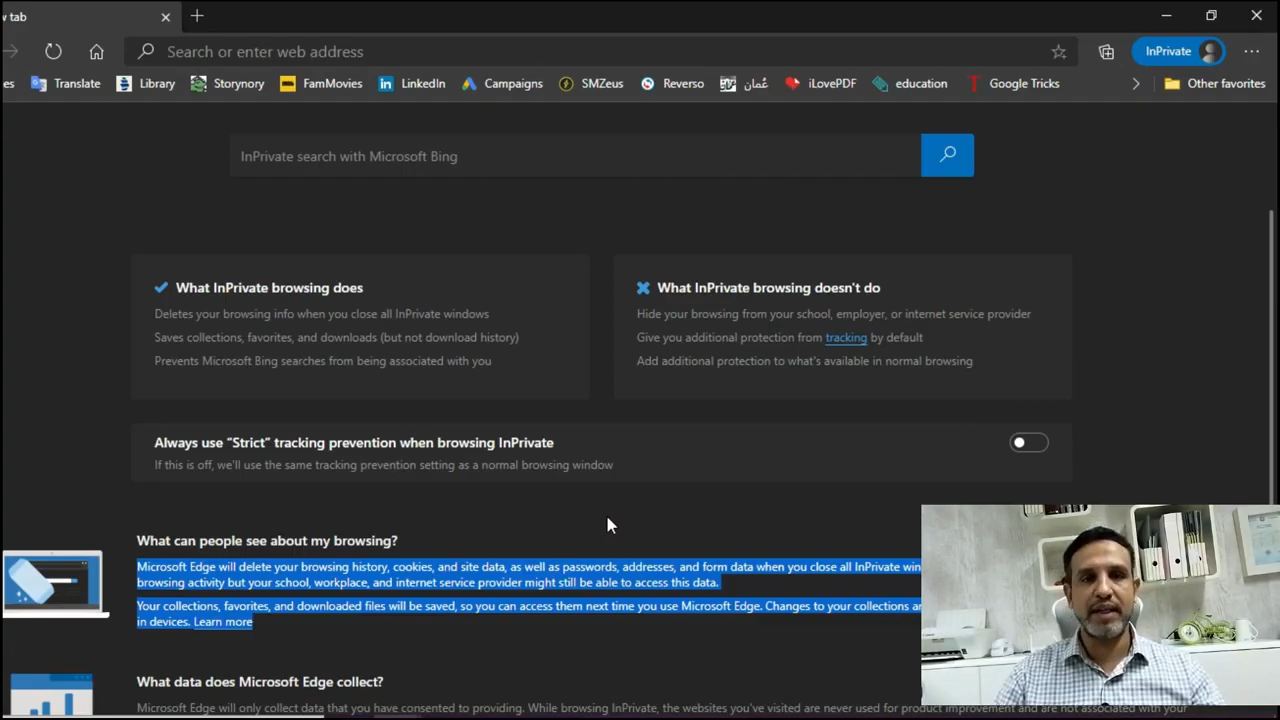 w tab
Search or enter web address
InPrivate
es Translate Library Storynory FamMovies LinkedIn Campaigns SMZeus Reverso عُمان iLovePDF education Google Tricks Other favorites
InPrivate search with Microsoft Bing
What InPrivate browsing does
Deletes your browsing info when you close all InPrivate windows
Saves collections, favorites, and downloads (but not download history)
Prevents Microsoft Bing searches from being associated with you
What InPrivate browsing doesn't do
Hide your browsing from your school, employer, or internet service provider
Give you additional protection from tracking by default
Add additional protection to what's available in normal browsing
Always use “Strict” tracking prevention when browsing InPrivate
If this is off, we'll use the same tracking prevention setting as a normal browsing window
What can people see about my browsing?
Microsoft Edge will delete your browsing history, cookies, and site data, as well as passwords, addresses, and form data when you close all InPrivate win
browsing activity but your school, workplace, and internet service provider might still be able to access this data.
Your collections, favorites, and downloaded files will be saved, so you can access them next time you use Microsoft Edge. Changes to your collections an
in devices. Learn more
What data does Microsoft Edge collect?
Microsoft Edge will only collect data that you have consented to providing. While browsing InPrivate, the websites you've visited are never used for product improvement and are not associated with your